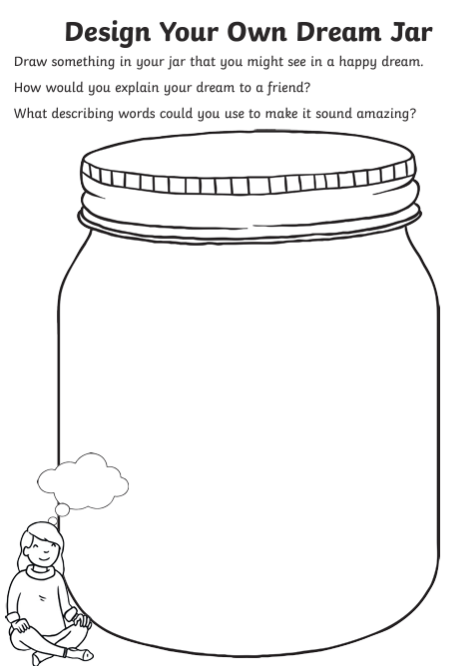 Design Your Own Dream Jar
Draw something in your jar that you might see in a happy dream.
How would you explain your dream to a friend?
What describing words could you use to make it sound amazing?